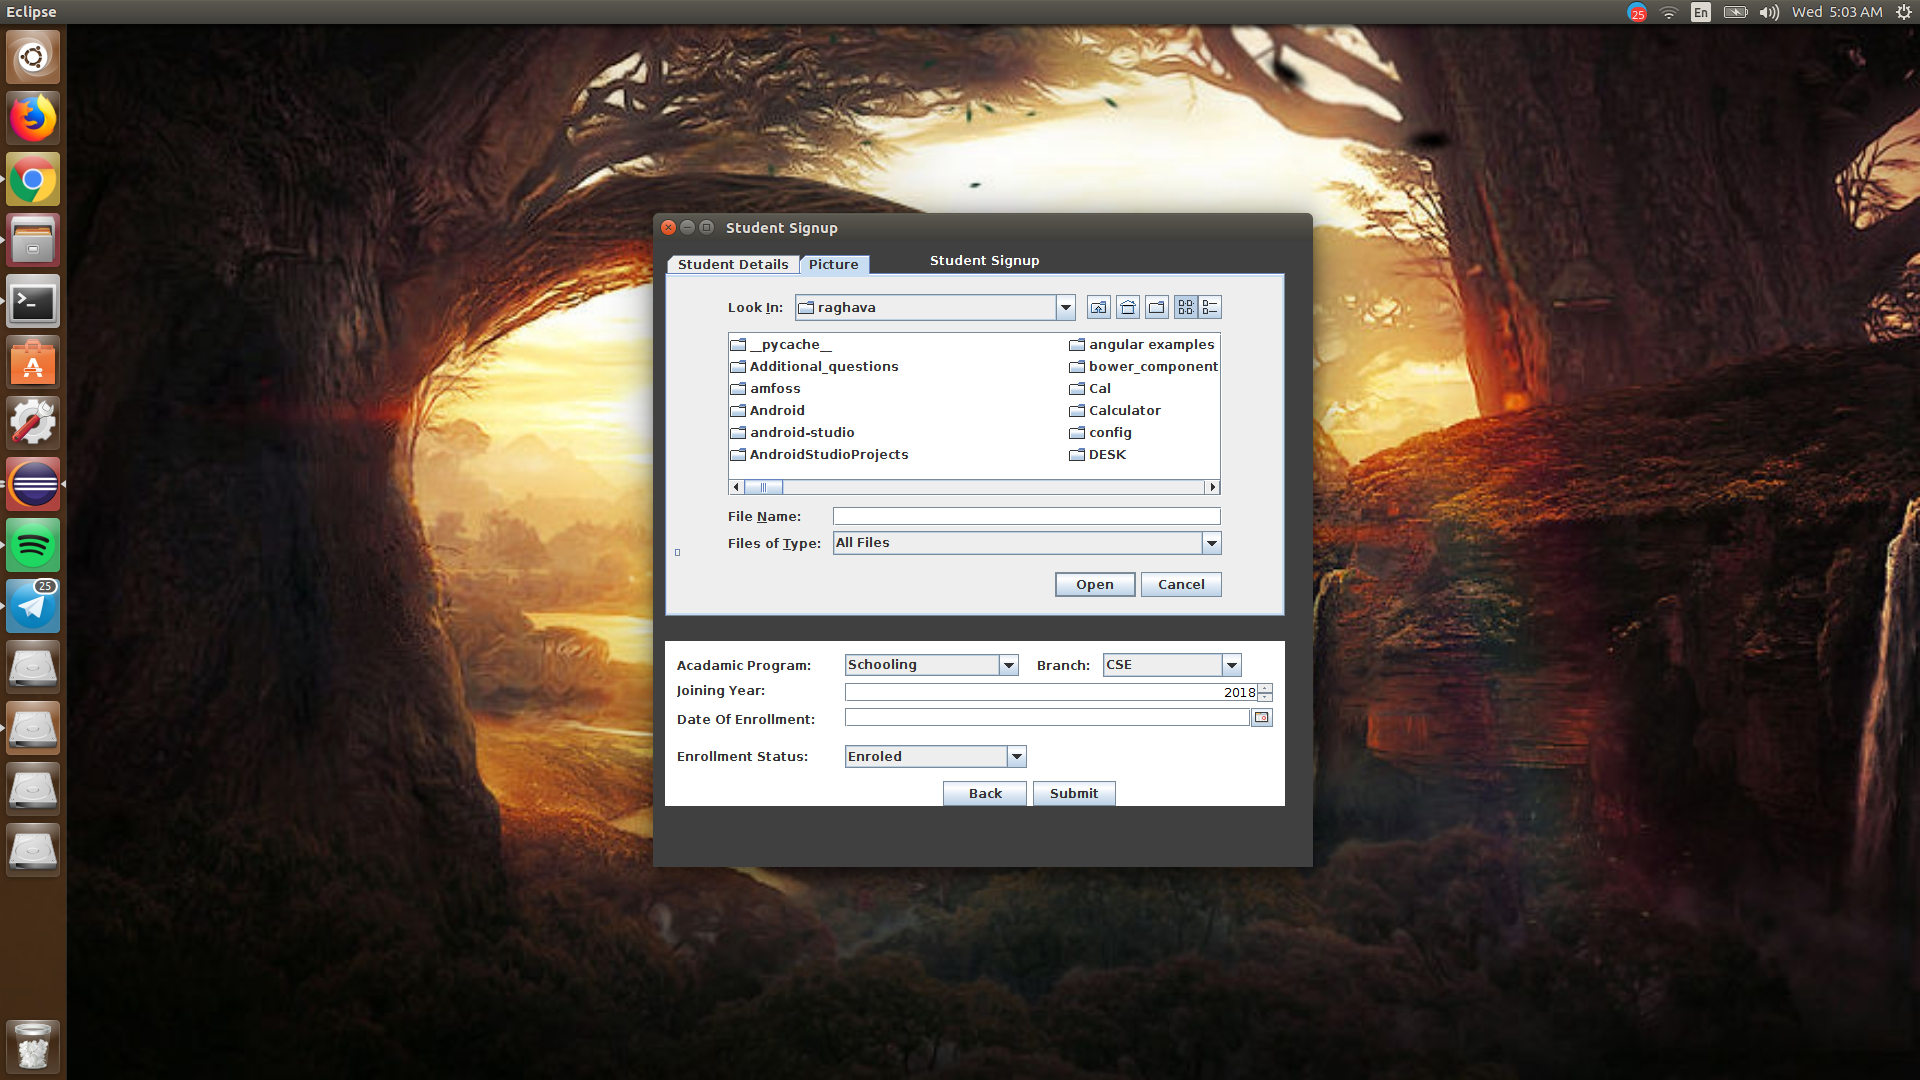 Eclipse
25
En
Wed 5:03 AM
Student Signup
Student Details
Picture
Student Signup
Look In:
raghava
__pycache__
angular examples
Additional_questions
bower_component
amfoss
Cal
Android
Calculator
android-studio
config
AndroidStudioProjects
DESK
File Name:
Files of Type:
All Files
25
Open
Cancel
Acadamic Program:
Schooling
Branch:
CSE
Joining Year:
2018
Date Of Enrollment:
Enrollment Status:
Enroled
Back
Submit